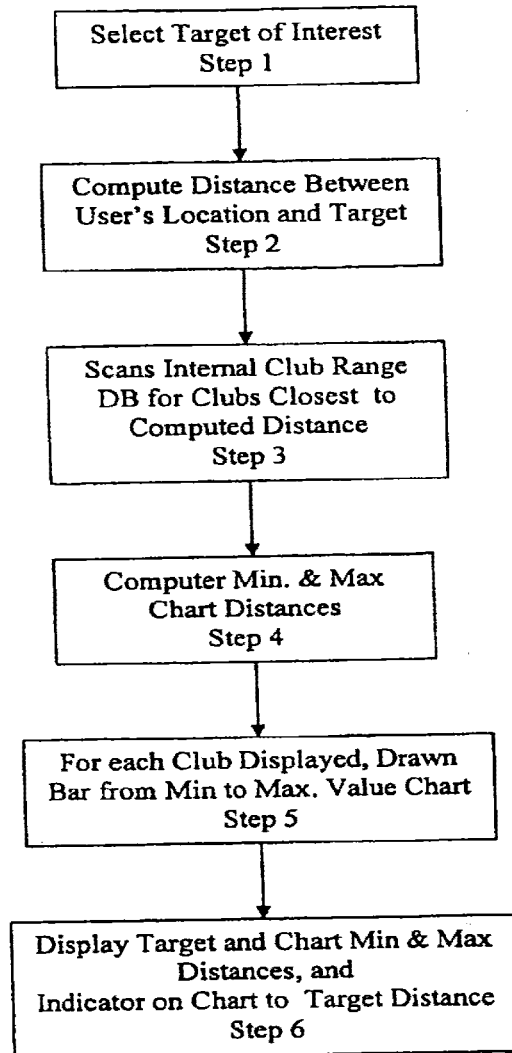 Select Target of Interest
Step 1
Compute Distance Between
User's Location and Target
Step 2
Scans Internal Club Range
DB for Clubs Closest to
Computed Distance
Step 3
Computer Min. & Max
Chart Distances
Step 4
For each Club Displayed, Drawn
Bar from Min to Max. Value Chart
Step 5
Display Target and Chart Min & Max
Distances, and
Indicator on Chart to Target Distance
Step 6